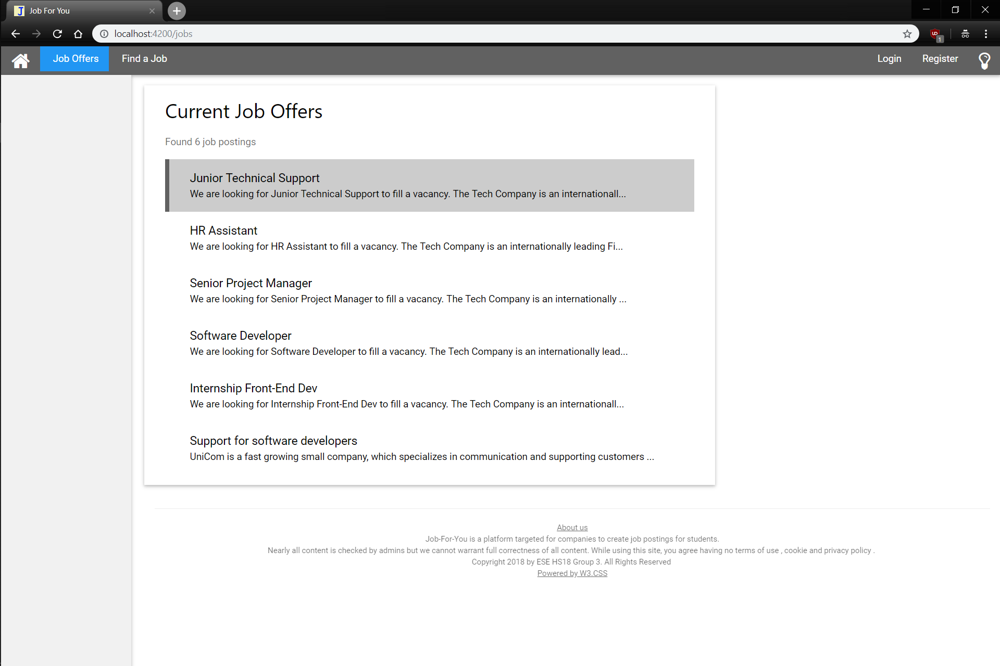 Job For You
localhost:4200/jobs
1
Job Offers
Find a Job
Login
Register
Current Job Offers
Found 6 job postings
Junior Technical Support
We are looking for Junior Technical Support to fill a vacancy. The Tech Company is an internationall...
HR Assistant
We are looking for HR Assistant to fill a vacancy. The Tech Company is an internationally leading Fi...
Senior Project Manager
We are looking for Senior Project Manager to fill a vacancy. The Tech Company is an internationally ...
Software Developer
We are looking for Software Developer to fill a vacancy. The Tech Company is an internationally lead...
Internship Front-End Dev
We are looking for Internship Front-End Dev to fill a vacancy. The Tech Company is an internationall...
Support for software developers
UniCom is a fast growing small company, which specializes in communication and supporting customers ...
About us
Job-For-You is a platform targeted for companies to create job postings for students.
Nearly all content is checked by admins but we cannot warrant full correctness of all content. While using this site, you agree having no terms of use , cookie and privacy policy .
Copyright 2018 by ESE HS18 Group 3. All Rights Reserved
Powered by W3.CSS